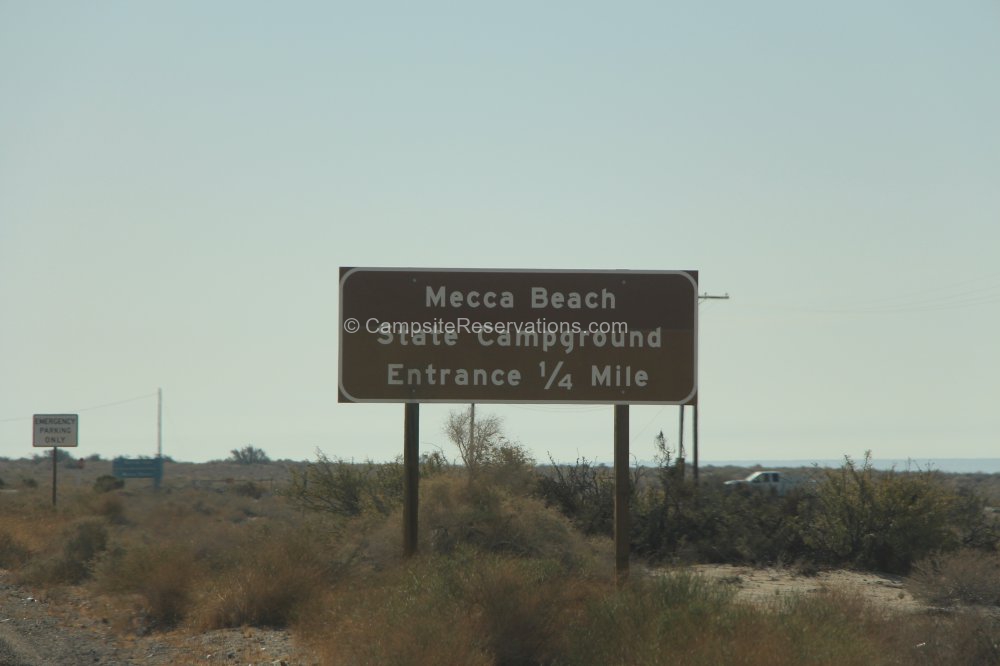 Mecca Beach
© CampsiteReservations.com
State Campground
Entrance 1/4 Mile
EMERGENCY
PARKING
ONLY